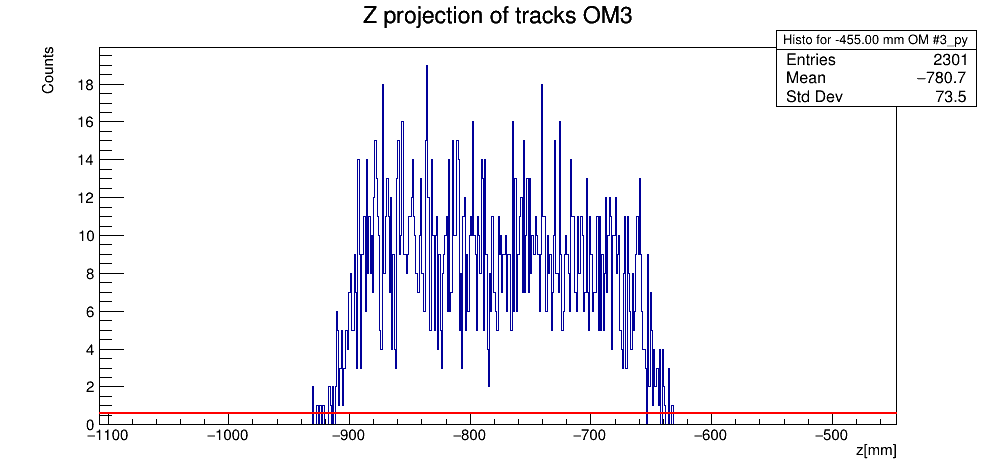 Z projection of tracks OM3
Histo for -455.00 mm OM #3_py
Entries 2301
Mean −780.7
Std Dev 73.5
Counts
18
16
14
12
10
8
6
4
2
0
−1100 −1000 −900 −800 −700 −600 −500
z[mm]